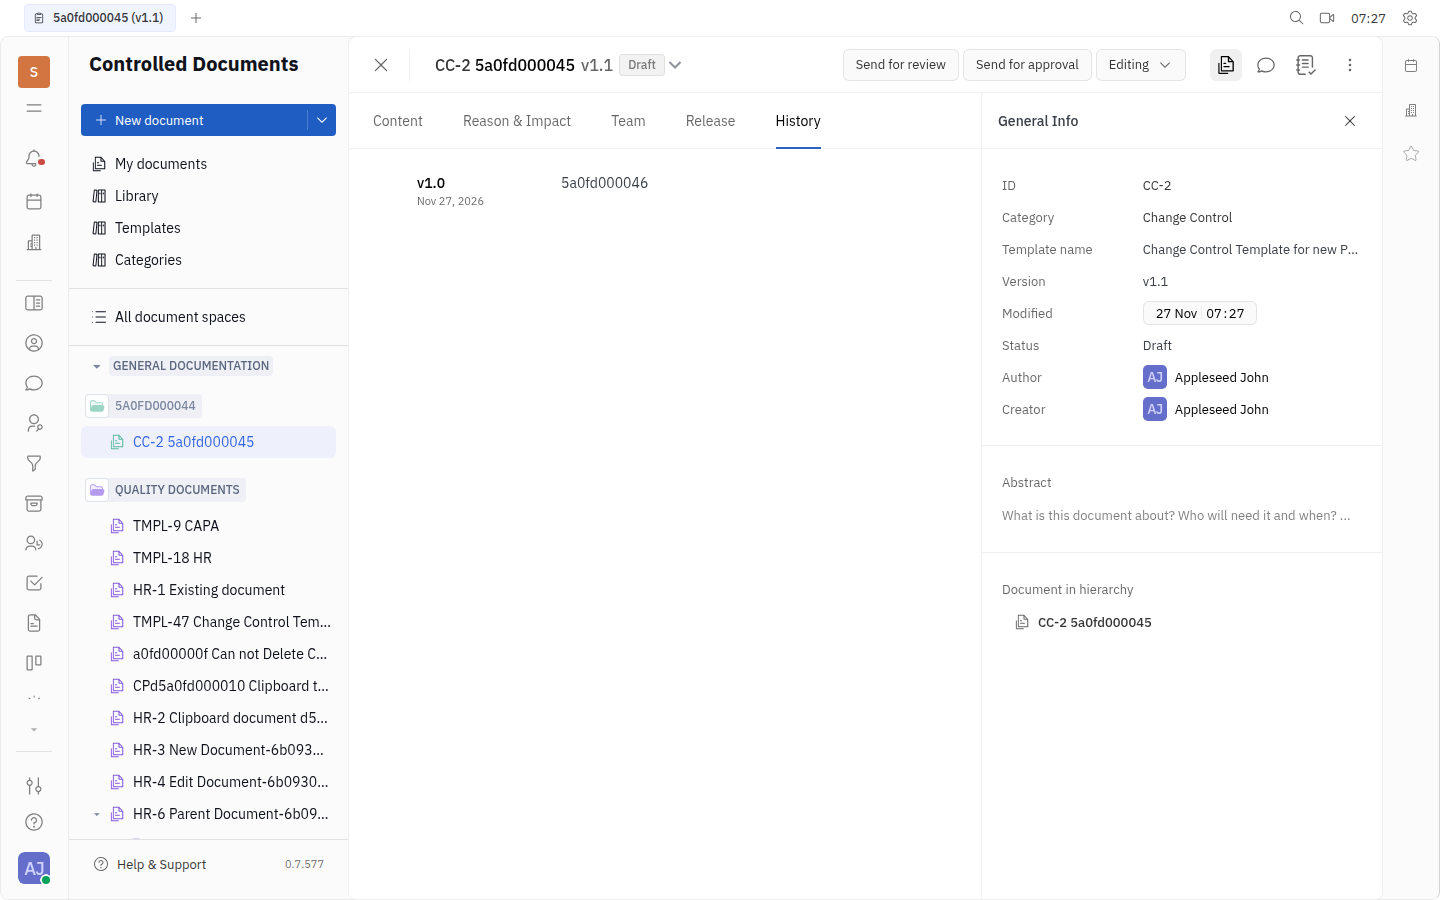 5a0fd000045 (v1.1)
07:27
S
Controlled Documents
New document
My documents
Library
Templates
Categories
All document spaces
GENERAL DOCUMENTATION
5A0FD000044
CC-2 5a0fd000045
QUALITY DOCUMENTS
TMPL-9 CAPA
TMPL-18 HR
HR-1 Existing document
TMPL-47 Change Control Tem...
a0fd00000f Can not Delete C...
CPd5a0fd000010 Clipboard t...
HR-2 Clipboard document d5...
HR-3 New Document-6b093...
HR-4 Edit Document-6b0930...
HR-6 Parent Document-6b09...
Help & Support 0.7.577
AJ
CC-2 5a0fd000045 v1.1 Draft
Send for review
Send for approval
Editing
Content Reason & Impact Team Release History
v1.0 5a0fd000046
Nov 27, 2026
General Info
ID CC-2
Category Change Control
Template name Change Control Template for new P...
Version v1.1
Modified 27 Nov 07:27
Status Draft
Author AJ Appleseed John
Creator AJ Appleseed John
Abstract
What is this document about? Who will need it and when? ...
Document in hierarchy
CC-2 5a0fd000045